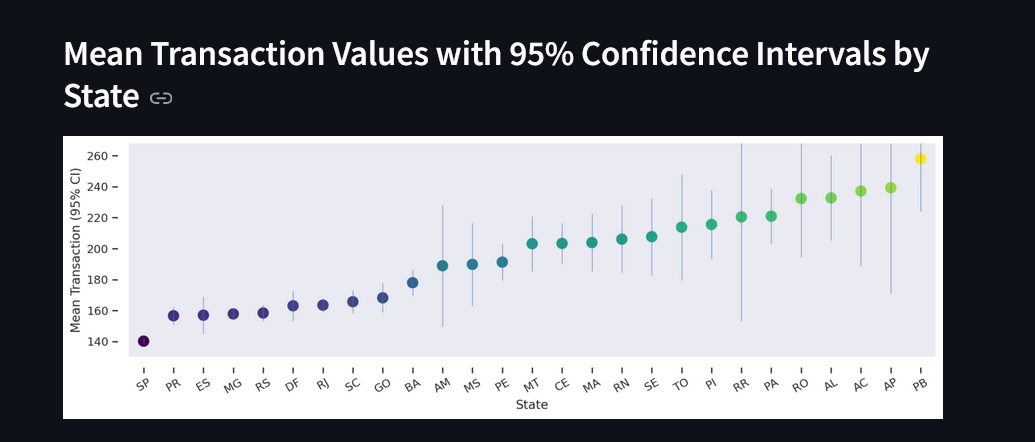 Mean Transaction Values with 95% Confidence Intervals by
State
Mean Transaction (95% CI)
260
240
220
200
180
160
140
SP PR ES MG RS DF RJ SC GO BA AM MS PE MT CE MA RN SE TO PI RR PA RO AL AC AP PB
State